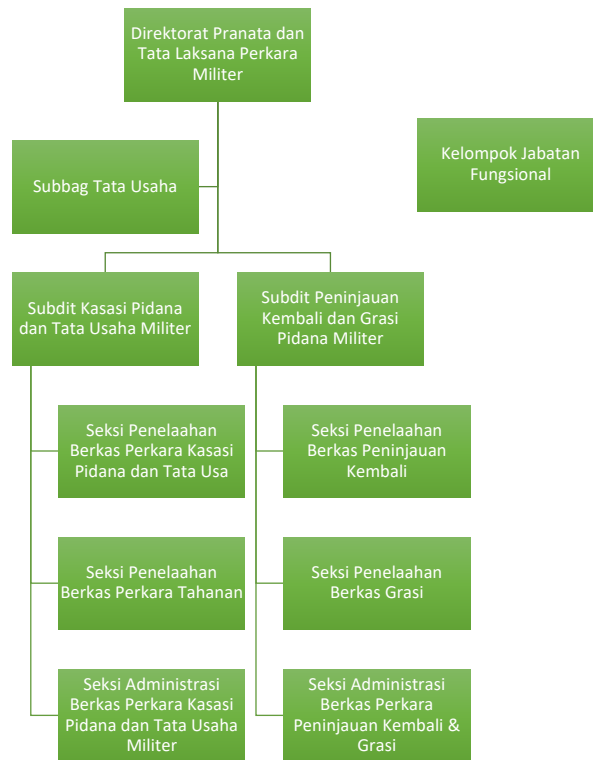 Direktorat Pranata dan
Tata Laksana Perkara
Militer
Kelompok Jabatan
Fungsional
Subbag Tata Usaha
Subdit Kasasi Pidana
dan Tata Usaha Militer
Subdit Peninjauan
Kembali dan Grasi
Pidana Militer
Seksi Penelaahan
Berkas Perkara Kasasi
Pidana dan Tata Usa
Seksi Penelaahan
Berkas Peninjauan
Kembali
Seksi Penelaahan
Berkas Perkara Tahanan
Seksi Penelaahan
Berkas Grasi
Seksi Administrasi
Berkas Perkara Kasasi
Pidana dan Tata Usaha
Militer
Seksi Administrasi
Berkas Perkara
Peninjauan Kembali &
Grasi